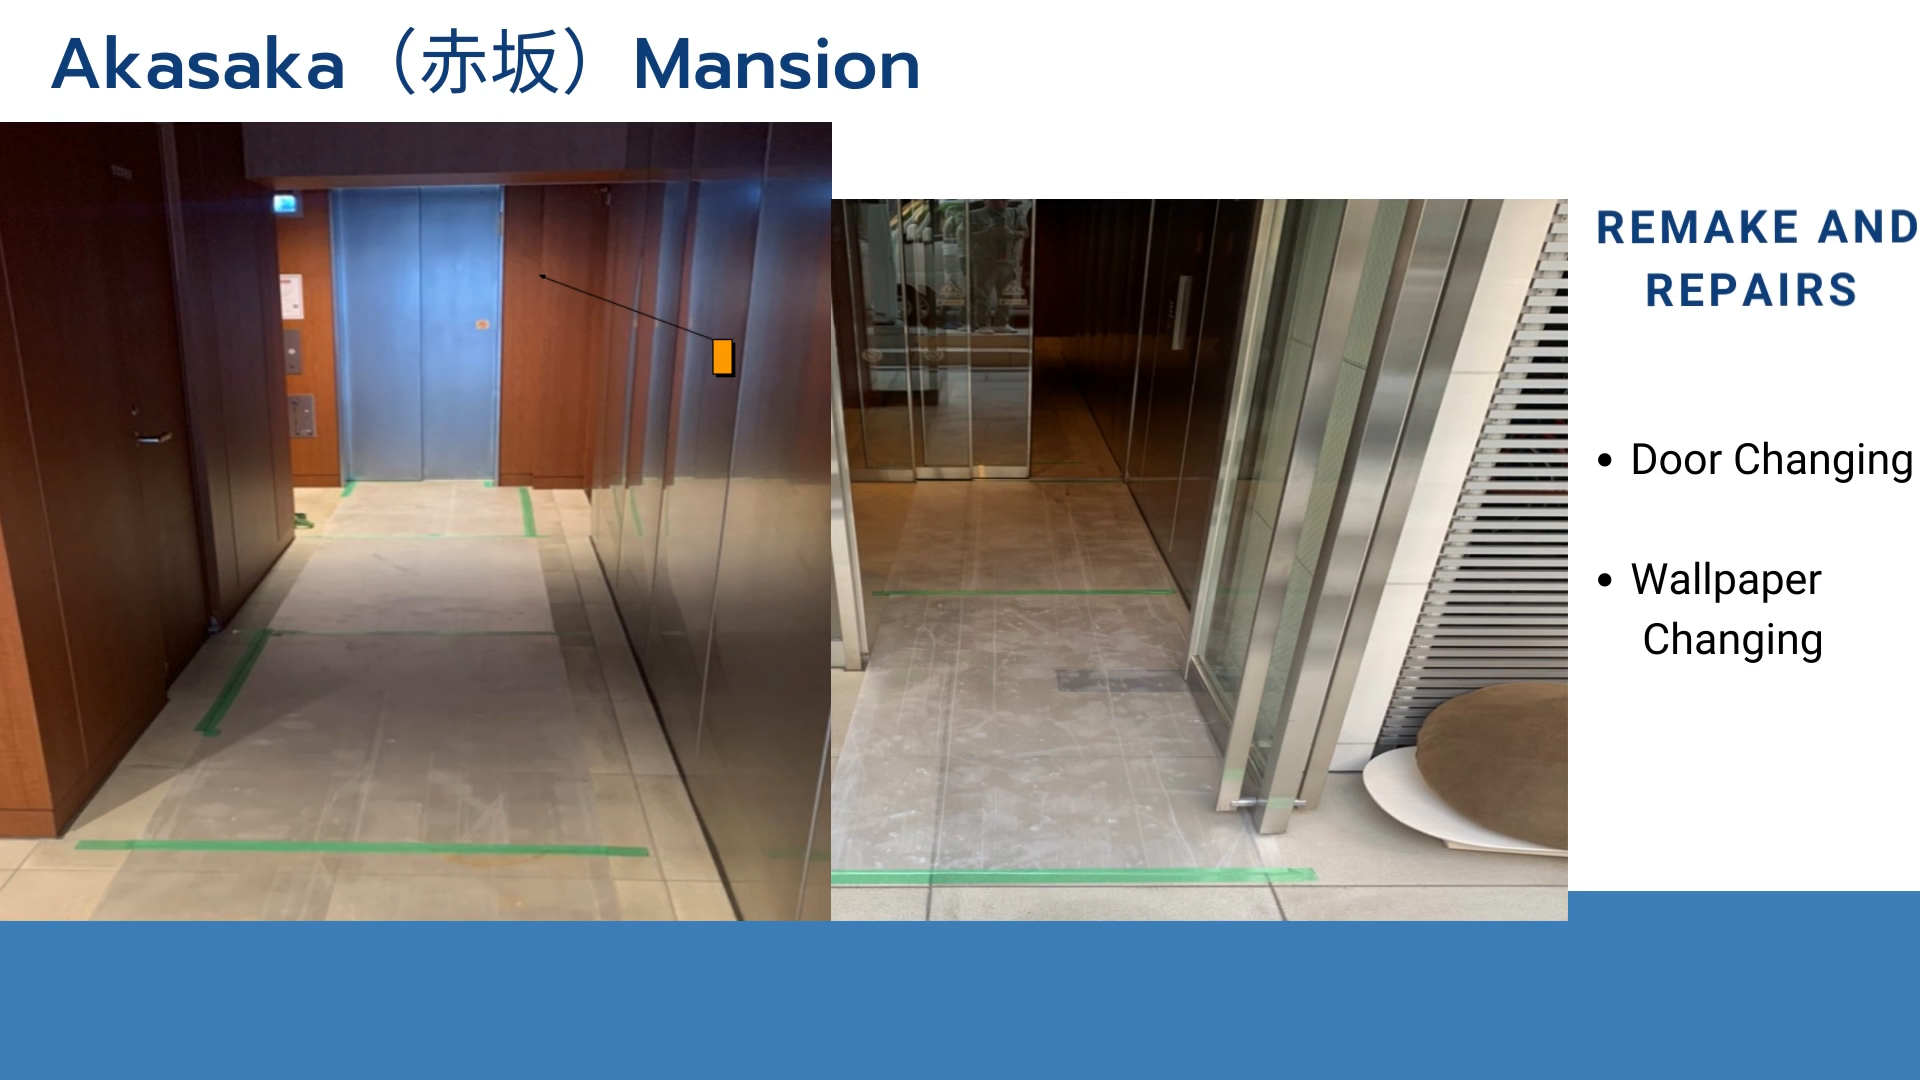 Akasaka（赤坂）Mansion
REMAKE AND
REPAIRS
• Door Changing
• Wallpaper
Changing